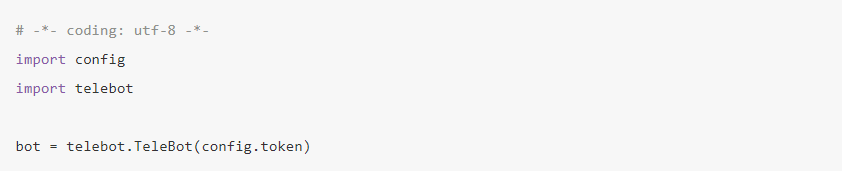 # -*- coding: utf-8 -*-
import config
import telebot
bot = telebot.TeleBot(config.token)